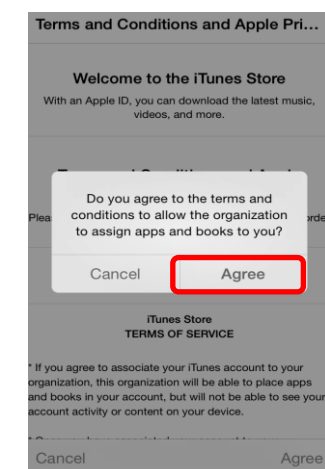 Terms and Conditions and Apple Pri...
Welcome to the iTunes Store
With an Apple ID, you can download the latest music,
videos, and more.
Do you agree to the terms and
conditions to allow the organization
to assign apps and books to you?
Cancel Agree
iTunes Store
TERMS OF SERVICE
* If you agree to associate your iTunes account to your
organization, this organization will be able to place apps
and books in your account, but will not be able to see your
account activity or content on your device.
Cancel Agree